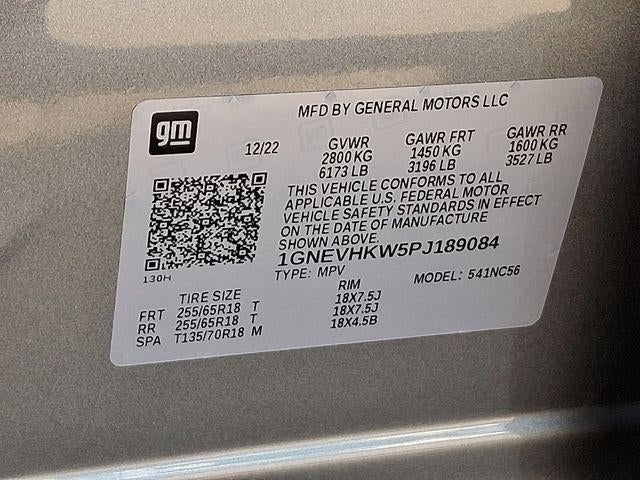 gm
MFD BY GENERAL MOTORS LLC
12/22
GVWR GAWR FRT GAWR RR
2800 KG 1450 KG 1600 KG
6173 LB 3196 LB 3527 LB
THIS VEHICLE CONFORMS TO ALL
APPLICABLE U.S. FEDERAL MOTOR
VEHICLE SAFETY STANDARDS IN EFFECT
ON THE DATE OF MANUFACTURE
SHOWN ABOVE.
1GNEVHKW5PJ189084
130H
TYPE: MPV MODEL: 541NC56
TIRE SIZE RIM
FRT 255/65R18 T 18X7.5J
RR 255/65R18 T 18X7.5J
SPA T135/70R18 M 18X4.5B